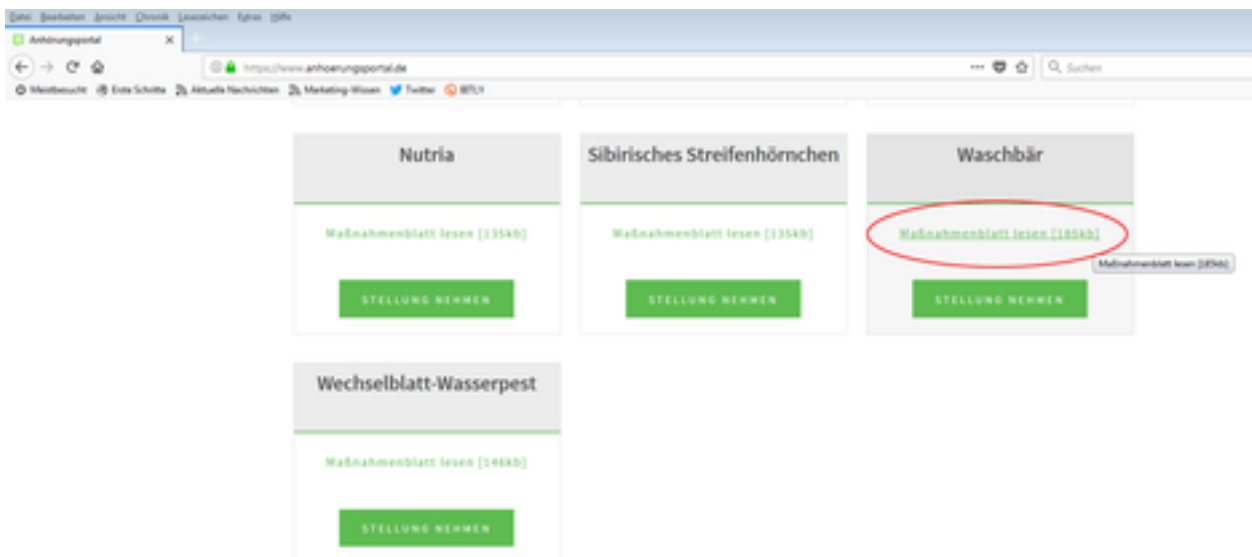 Datei Bearbeiten Ansicht Chronik Lesezeichen Extras Hilfe
Anhörungsportal
https://www.anhoerungsportal.de
Suchen
Meistbesucht Erste Schritte Aktuelle Nachrichten Marketing-Wissen Twitter BITLY
Nutria
Maßnahmenblatt lesen [135kb]
STELLUNG NEHMEN
Sibirisches Streifenhörnchen
Maßnahmenblatt lesen [135kb]
STELLUNG NEHMEN
Waschbär
Maßnahmenblatt lesen [185kb]
Maßnahmenblatt lesen [185kb]
STELLUNG NEHMEN
Wechselblatt-Wasserpest
Maßnahmenblatt lesen [146kb]
STELLUNG NEHMEN